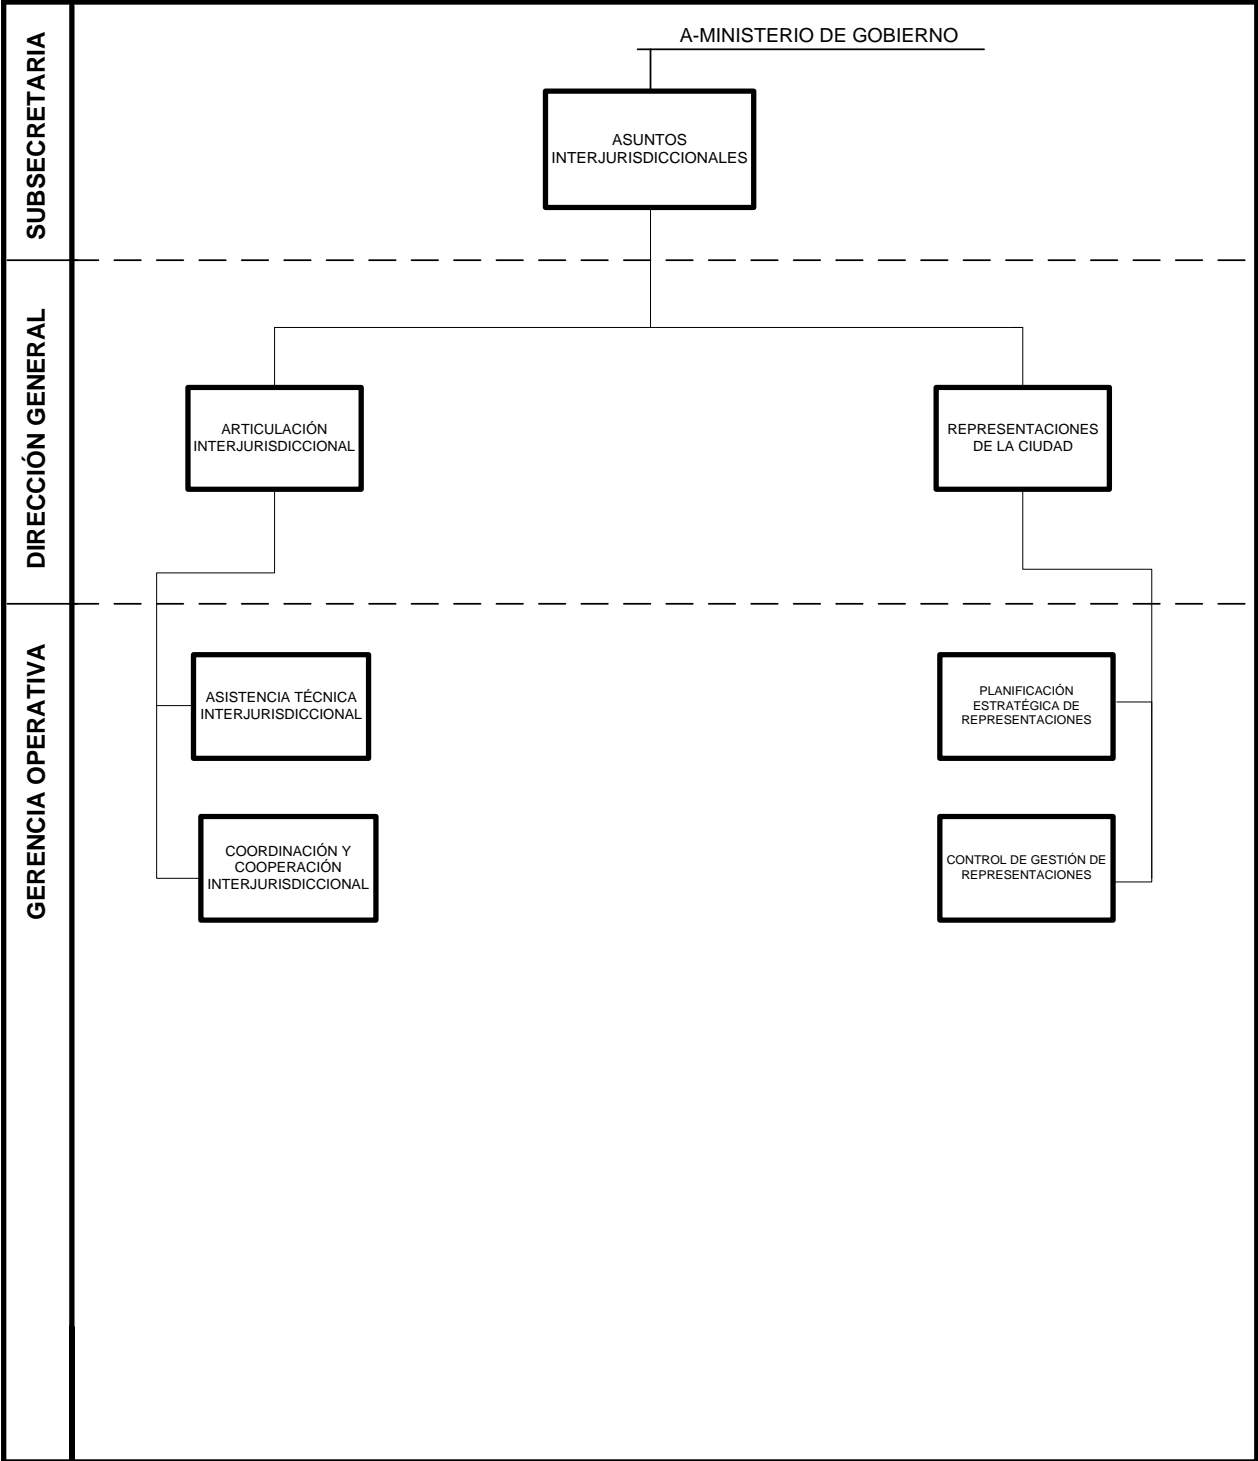 A-MINISTERIO DE GOBIERNO
SUBSECRETARIA
ASUNTOS
INTERJURISDICCIONALES
DIRECCIÓN GENERAL
ARTICULACIÓN
INTERJURISDICCIONAL
REPRESENTACIONES
DE LA CIUDAD
GERENCIA OPERATIVA
ASISTENCIA TÉCNICA
INTERJURISDICCIONAL
PLANIFICACIÓN
ESTRATÉGICA DE
REPRESENTACIONES
COORDINACIÓN Y
COOPERACIÓN
INTERJURISDICCIONAL
CONTROL DE GESTIÓN DE
REPRESENTACIONES